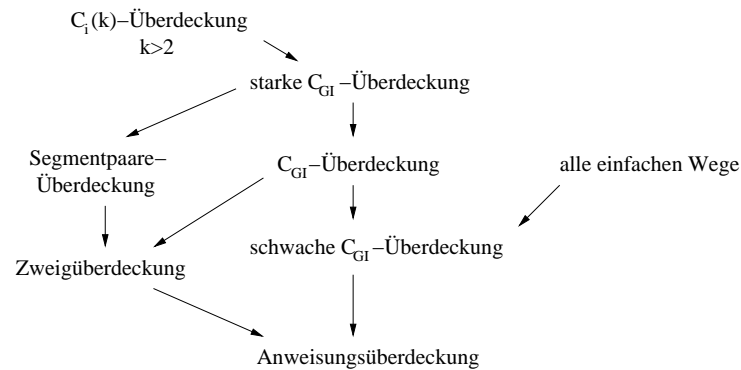 C_i(k)–Überdeckung
k>2
starke C_GI–Überdeckung
Segmentpaare–
Überdeckung
C_GI–Überdeckung
alle einfachen Wege
schwache C_GI–Überdeckung
Zweigüberdeckung
Anweisungsüberdeckung